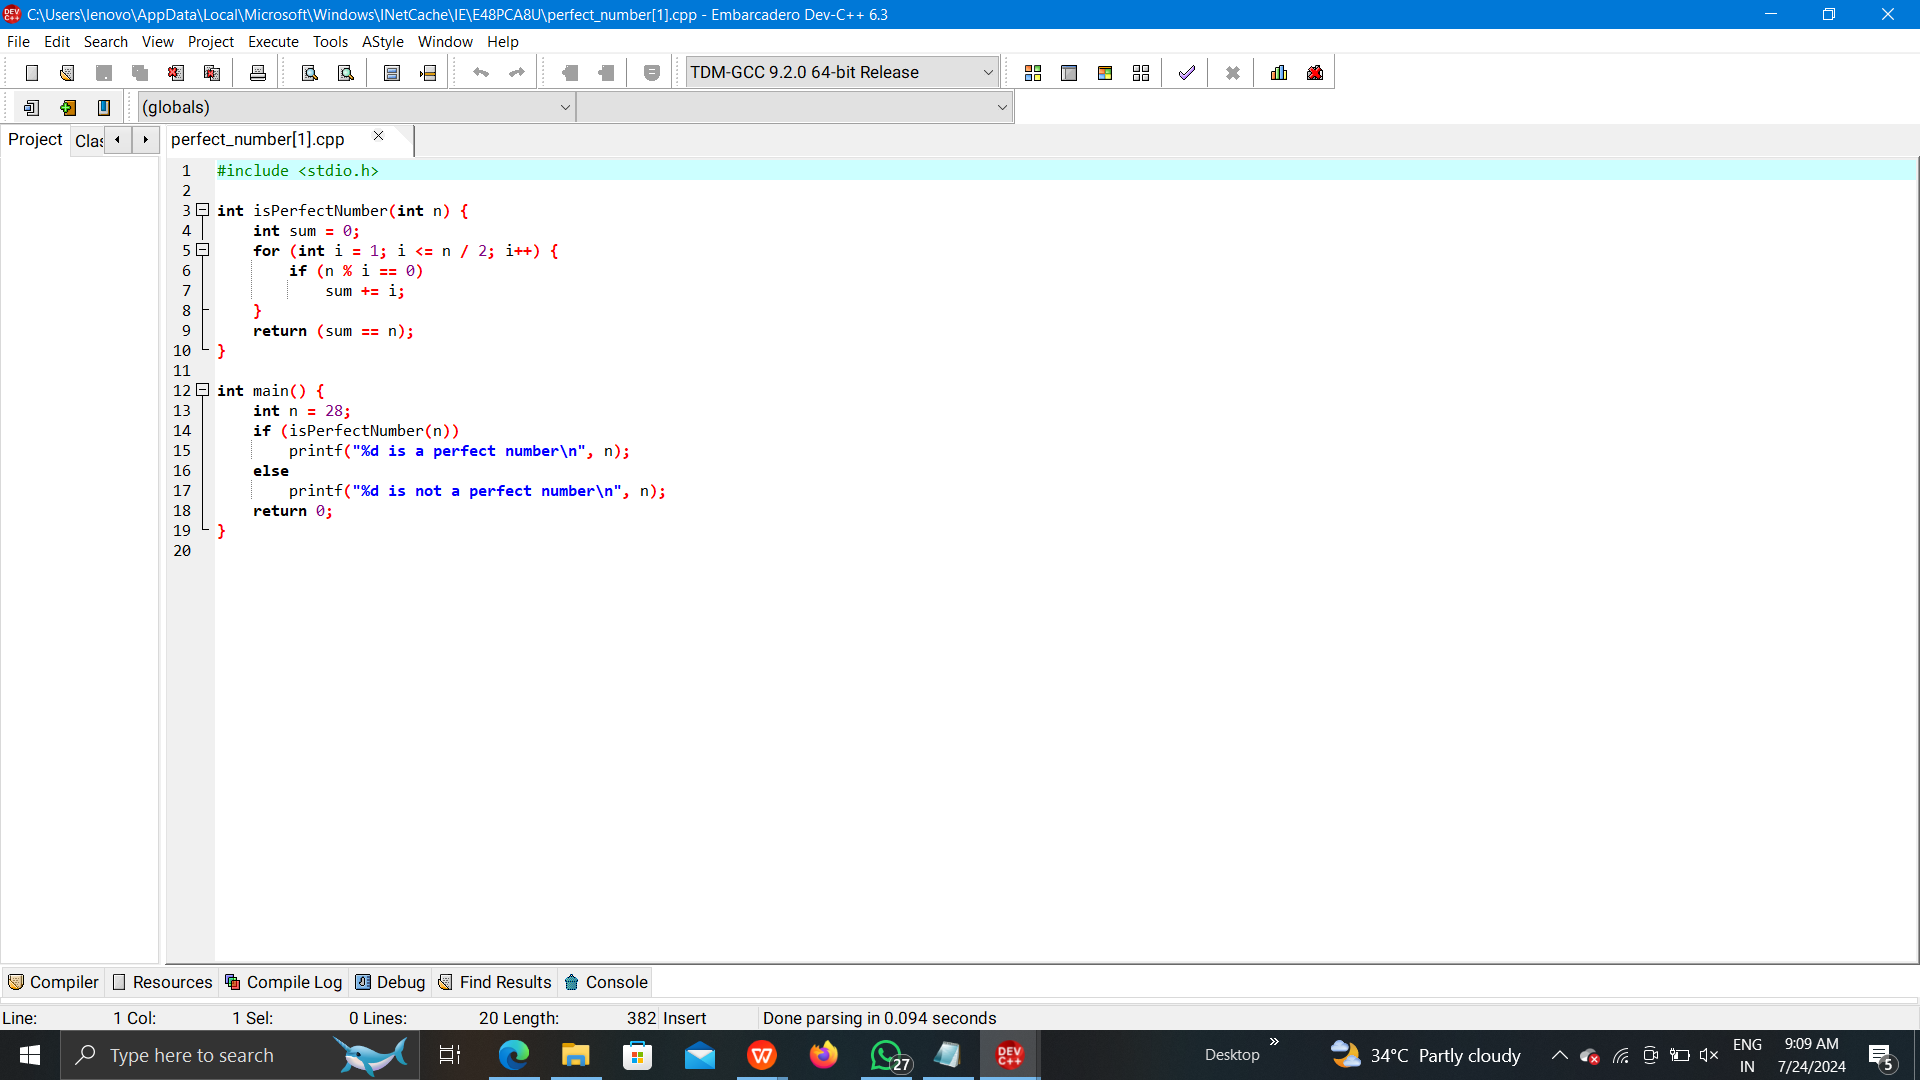 C:\Users\lenovo\AppData\Local\Microsoft\Windows\INetCache\IE\E48PCA8U\perfect_number[1].cpp - Embarcadero Dev-C++ 6.3
File Edit Search View Project Execute Tools AStyle Window Help
TDM-GCC 9.2.0 64-bit Release
(globals)
Project Clas perfect_number[1].cpp
1 #include <stdio.h>
2
3 int isPerfectNumber(int n) {
4 int sum = 0;
5 for (int i = 1; i <= n / 2; i++) {
6 if (n % i == 0)
7 sum += i;
8 }
9 return (sum == n);
10 }
11
12 int main() {
13 int n = 28;
14 if (isPerfectNumber(n))
15 printf("%d is a perfect number\n", n);
16 else
17 printf("%d is not a perfect number\n", n);
18 return 0;
19 }
20
Compiler Resources Compile Log Debug Find Results Console
Line: 1 Col: 1 Sel: 0 Lines: 20 Length: 382 Insert Done parsing in 0.094 seconds
Type here to search
27
DEV C++
Desktop
34°C Partly cloudy
ENG
IN
9:09 AM
7/24/2024
5